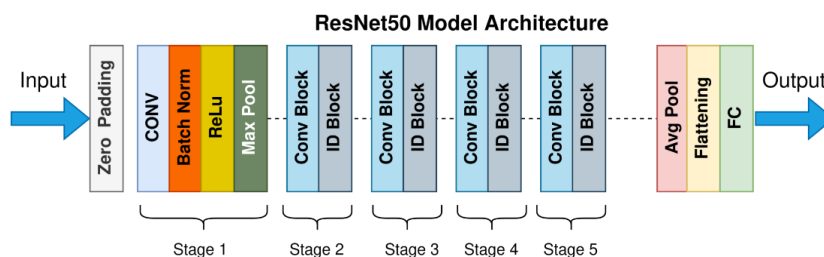 ResNet50 Model Architecture
Input
Zero Padding
CONV
Batch Norm
ReLu
Max Pool
Conv Block
ID Block
Conv Block
ID Block
Conv Block
ID Block
Conv Block
ID Block
Avg Pool
Flattening
FC
Output
Stage 1
Stage 2
Stage 3
Stage 4
Stage 5